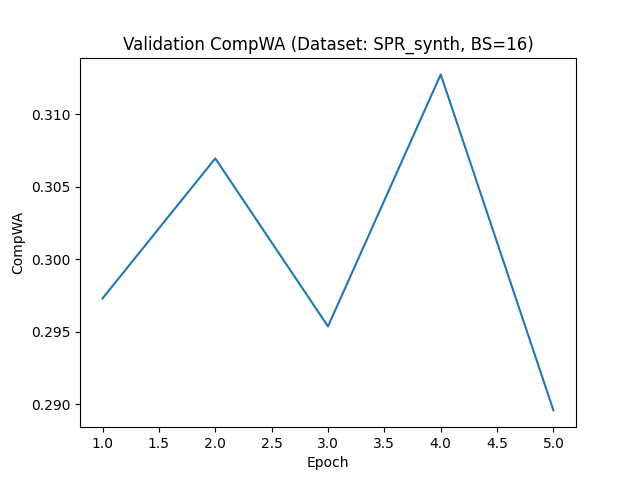 Validation CompWA (Dataset: SPR_synth, BS=16)
0.310
0.305
0.300
0.295
0.290
CompWA
1.0 1.5 2.0 2.5 3.0 3.5 4.0 4.5 5.0
Epoch